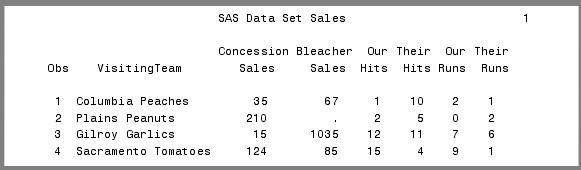 SAS Data Set Sales 1
Concession Bleacher Our Their Our Their
Obs VisitingTeam Sales Sales Hits Hits Runs Runs
1 Columbia Peaches 35 67 1 10 2 1
2 Plains Peanuts 210 . 2 5 0 2
3 Gilroy Garlics 15 1035 12 11 7 6
4 Sacramento Tomatoes 124 85 15 4 9 1